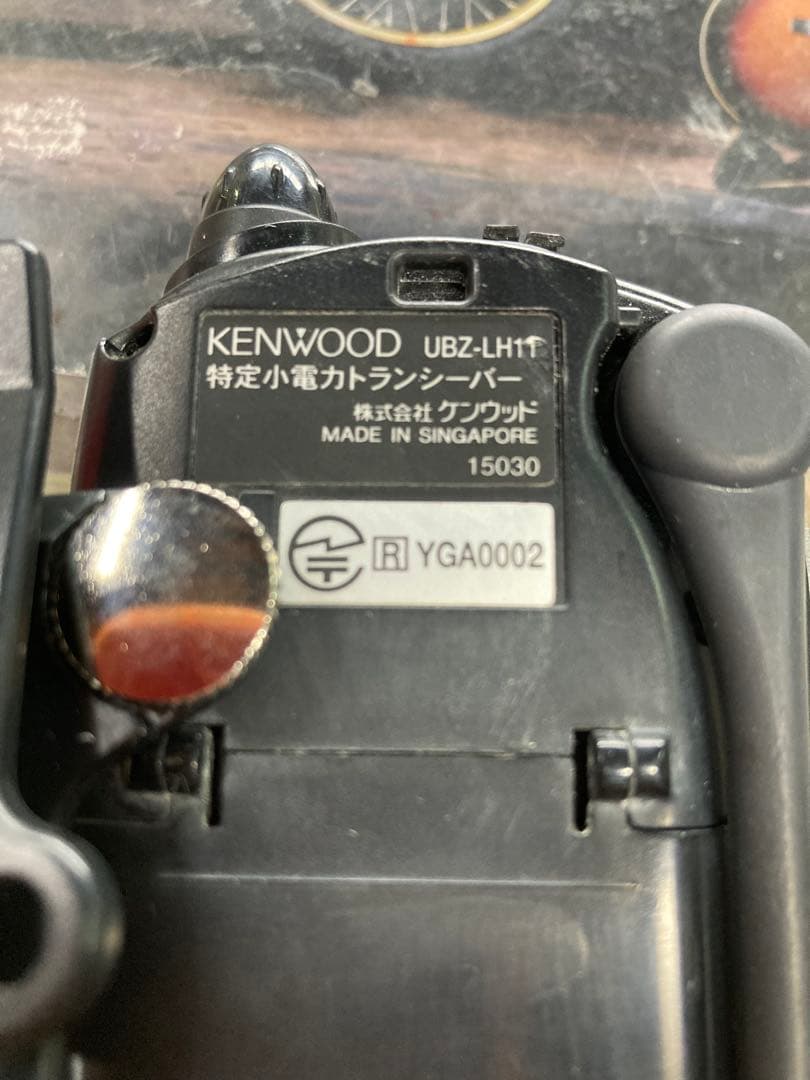 KENWOOD UBZ-LH11
特定小電力トランシーバー
株式会社 ケンウッド
MADE IN SINGAPORE
15030
R YGA0002